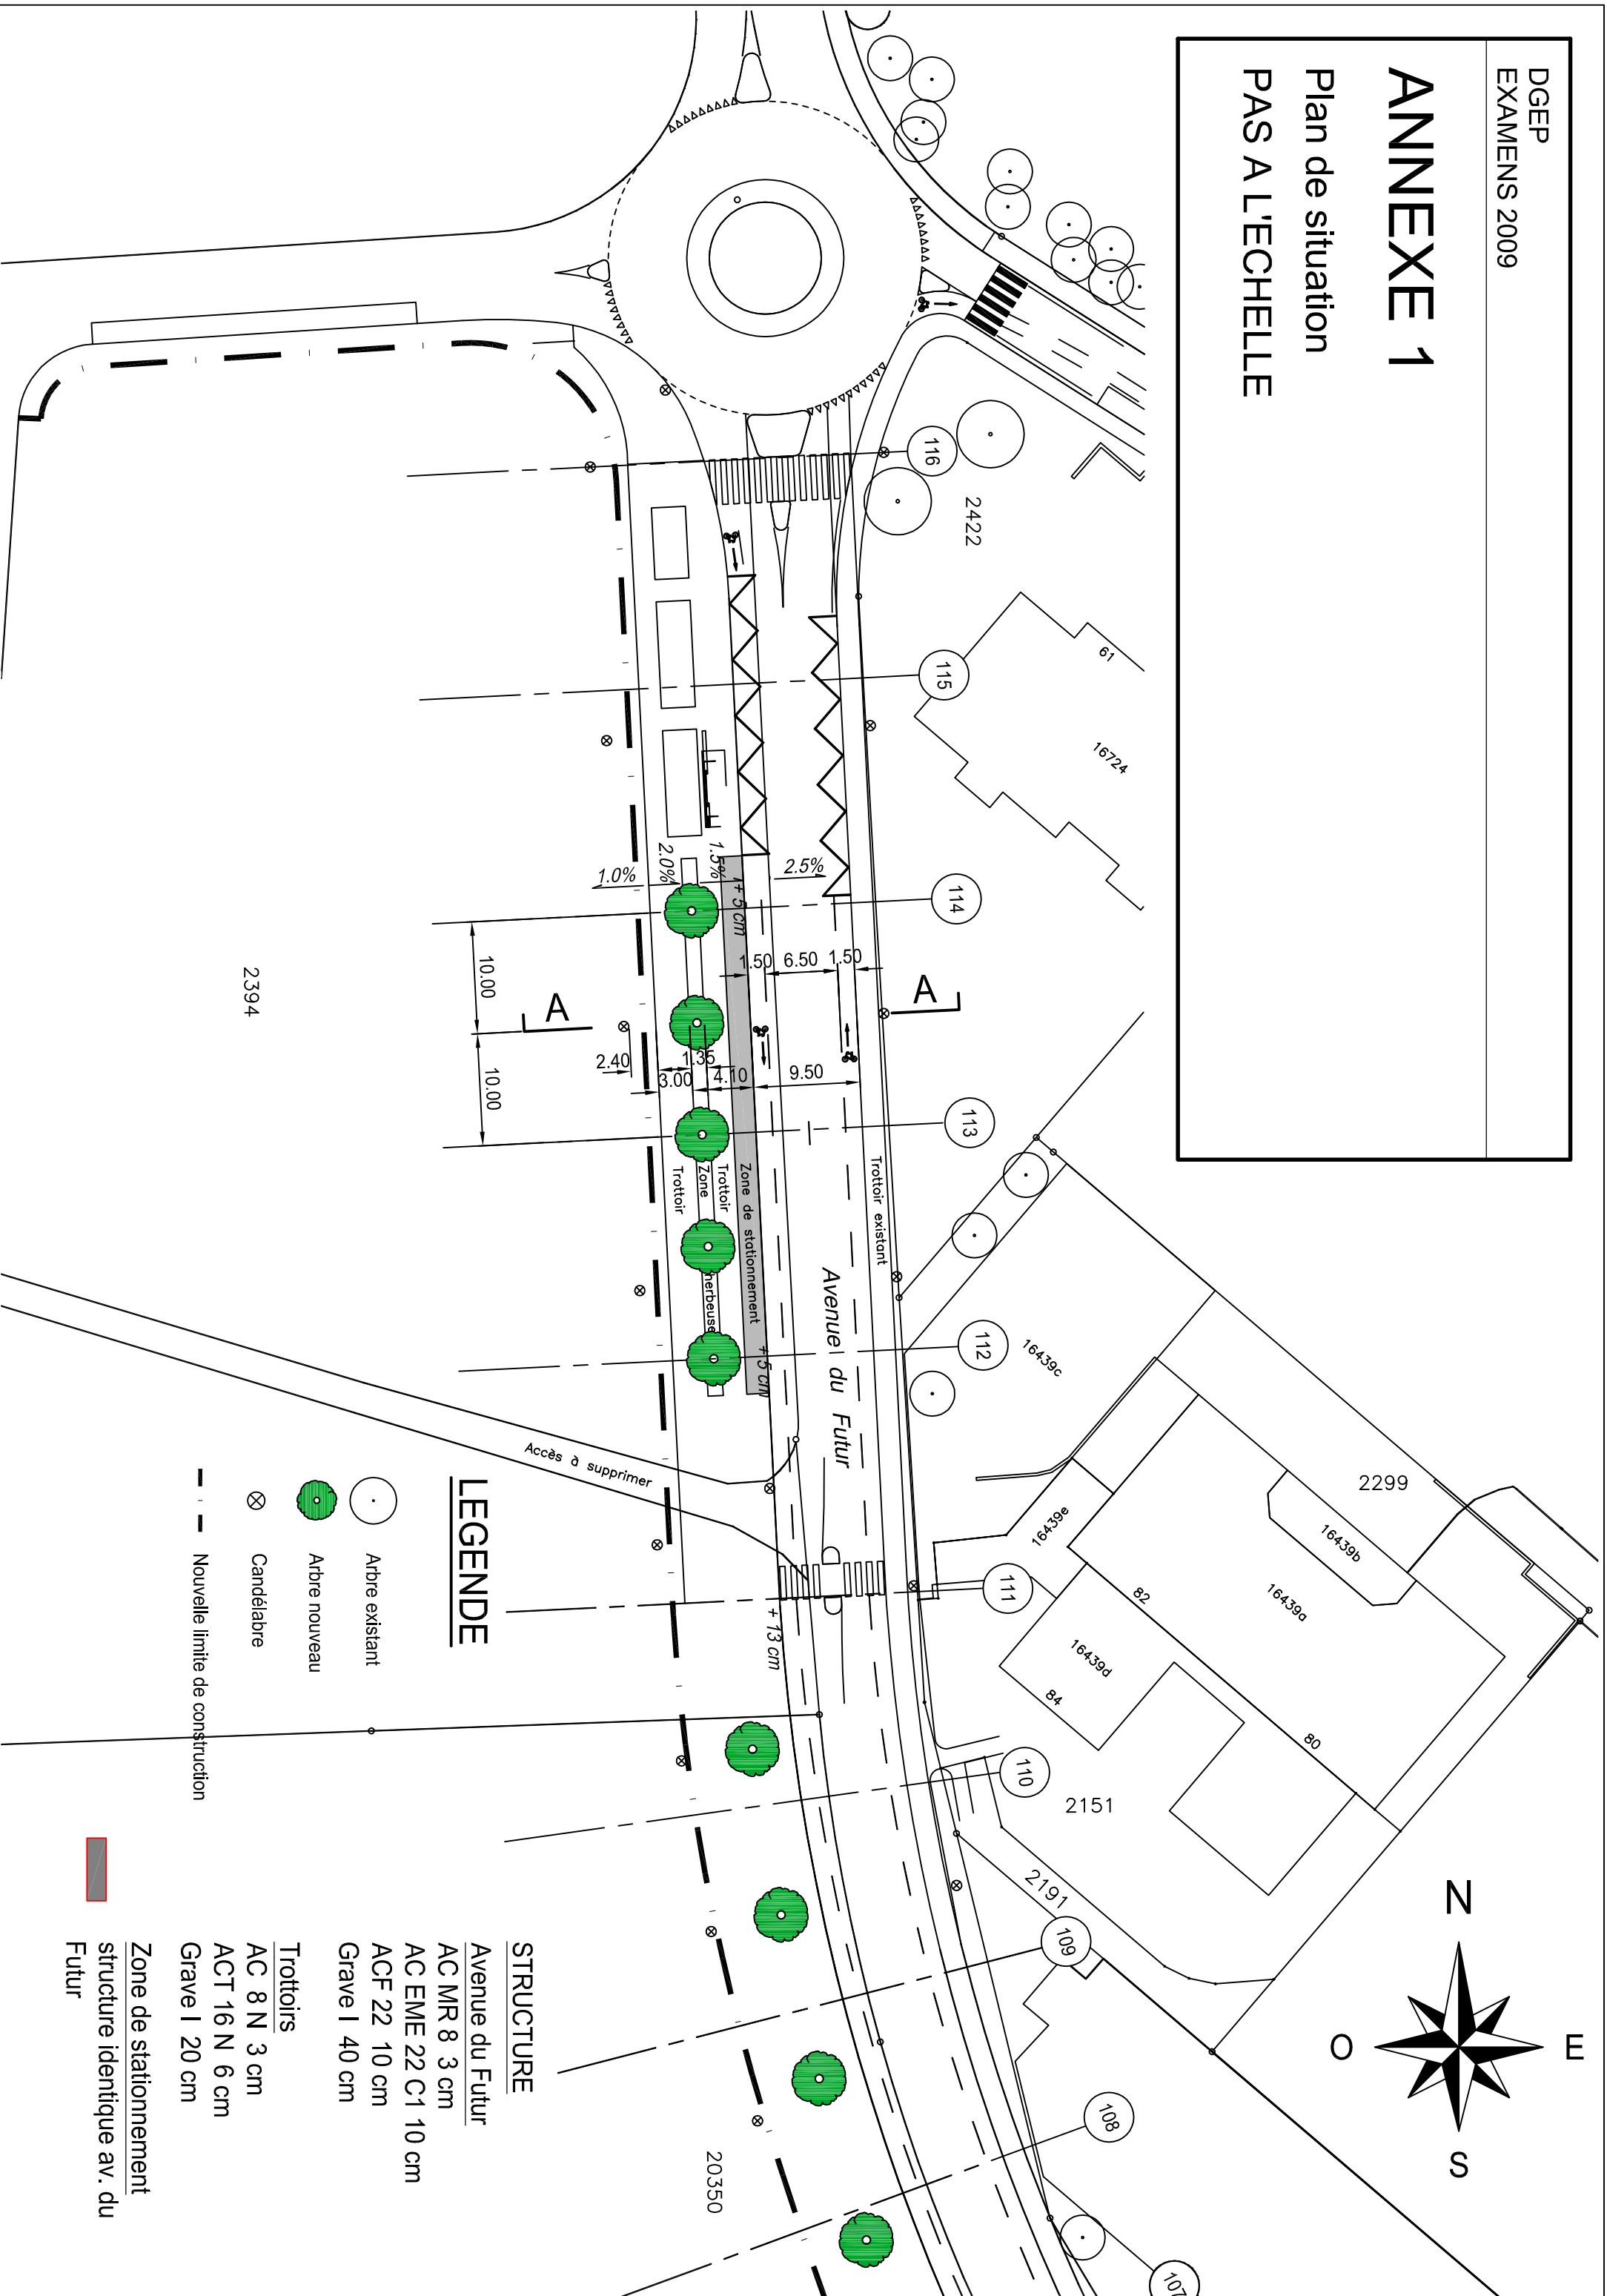 DGEP
EXAMENS 2009
ANNEXE 1
Plan de situation
PAS A L'ECHELLE
116
2422
115
61
16724
114
1.0%
2.0%
1.5%
2.5%
+ 5 cm
1.50
6.50
1.50
10.00
10.00
A
A
2394
2.40
3.00
1.35
4.10
9.50
113
Trottoir
Zone
herbeuse
Trottoir
Zone de stationnement
Trottoir existant
+ 5 cm
Avenue du Futur
112
16439c
2299
16439b
16439e
16439a
82
16439d
84
80
111
+ 13 cm
Accès à supprimer
110
2151
2191
109
108
107
20350
N
E
S
O
LEGENDE
Arbre existant
Arbre nouveau
Candélabre
Nouvelle limite de construction
STRUCTURE
Avenue du Futur
AC MR 8 3 cm
AC EME 22 C1 10 cm
ACF 22 10 cm
Grave I 40 cm
Trottoirs
AC 8 N 3 cm
ACT 16 N 6 cm
Grave I 20 cm
Zone de stationnement
structure identique av. du
Futur